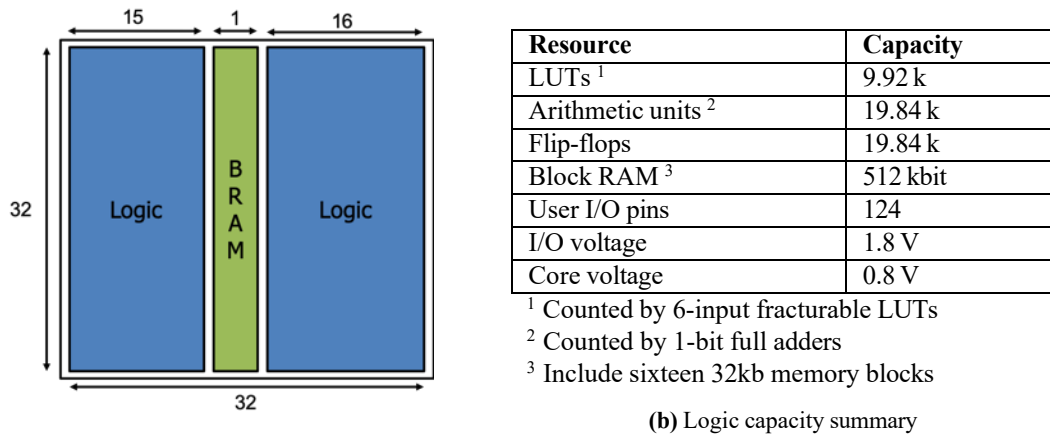 15 1 16
32
Logic
B
R
A
M
Logic
32
Resource Capacity
LUTs ¹ 9.92 k
Arithmetic units ² 19.84 k
Flip-flops 19.84 k
Block RAM ³ 512 kbit
User I/O pins 124
I/O voltage 1.8 V
Core voltage 0.8 V
¹ Counted by 6-input fracturable LUTs
² Counted by 1-bit full adders
³ Include sixteen 32kb memory blocks
(b) Logic capacity summary